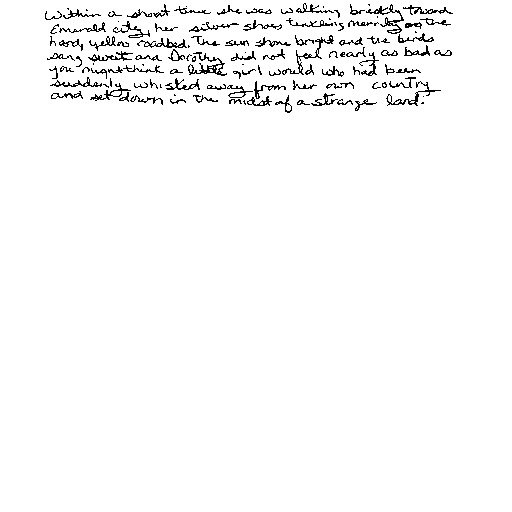 Within a short time she was walking briskly toward
Emerald city, her silver shoes tinkling merrily on the
hard, yellow roadbed. The sun shone bright and the birds
sang sweet and Dorothy did not feel nearly as bad as
you might think a little girl would who had been
suddenly whisted away from her own country
and set down in the midst of a strange land.